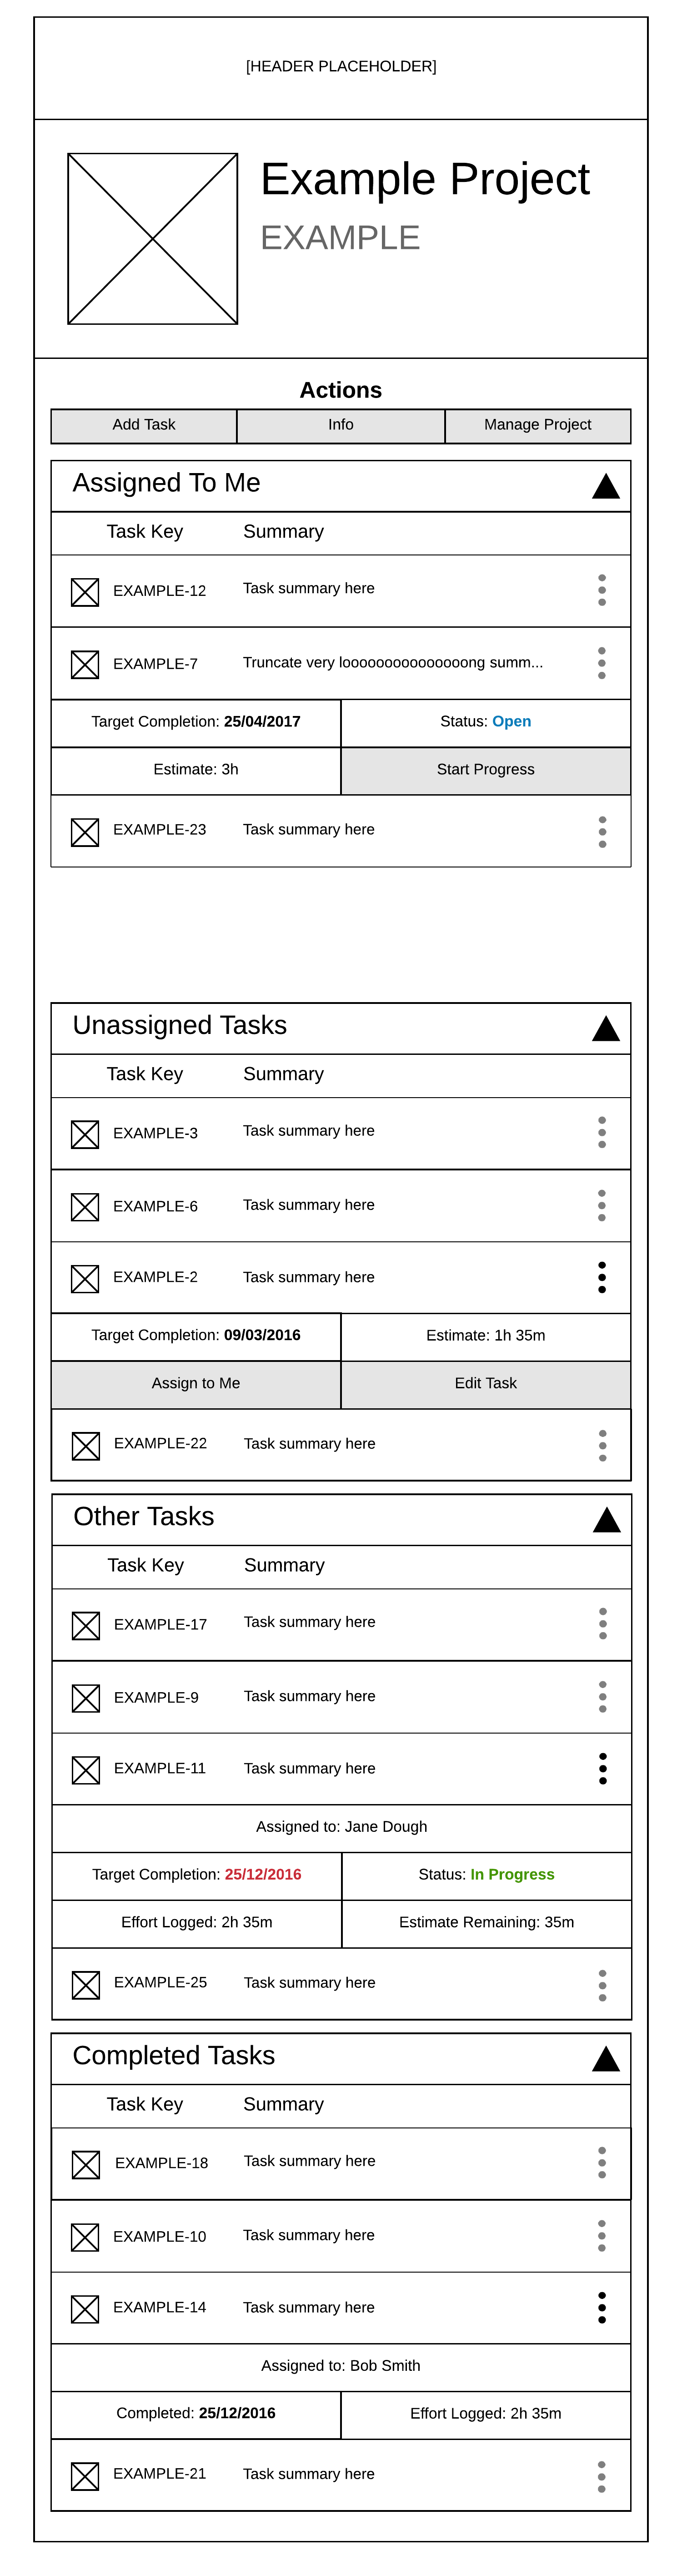 [HEADER PLACEHOLDER]
Example Project
EXAMPLE
Actions
Add Task Info Manage Project
Assigned To Me
Task Key Summary
EXAMPLE-12 Task summary here
EXAMPLE-7 Truncate very looooooooooooooong summ...
Target Completion: 25/04/2017 Status: Open
Estimate: 3h Start Progress
EXAMPLE-23 Task summary here
Unassigned Tasks
Task Key Summary
EXAMPLE-3 Task summary here
EXAMPLE-6 Task summary here
EXAMPLE-2 Task summary here
Target Completion: 09/03/2016 Estimate: 1h 35m
Assign to Me Edit Task
EXAMPLE-22 Task summary here
Other Tasks
Task Key Summary
EXAMPLE-17 Task summary here
EXAMPLE-9 Task summary here
EXAMPLE-11 Task summary here
Assigned to: Jane Dough
Target Completion: 25/12/2016 Status: In Progress
Effort Logged: 2h 35m Estimate Remaining: 35m
EXAMPLE-25 Task summary here
Completed Tasks
Task Key Summary
EXAMPLE-18 Task summary here
EXAMPLE-10 Task summary here
EXAMPLE-14 Task summary here
Assigned to: Bob Smith
Completed: 25/12/2016 Effort Logged: 2h 35m
EXAMPLE-21 Task summary here